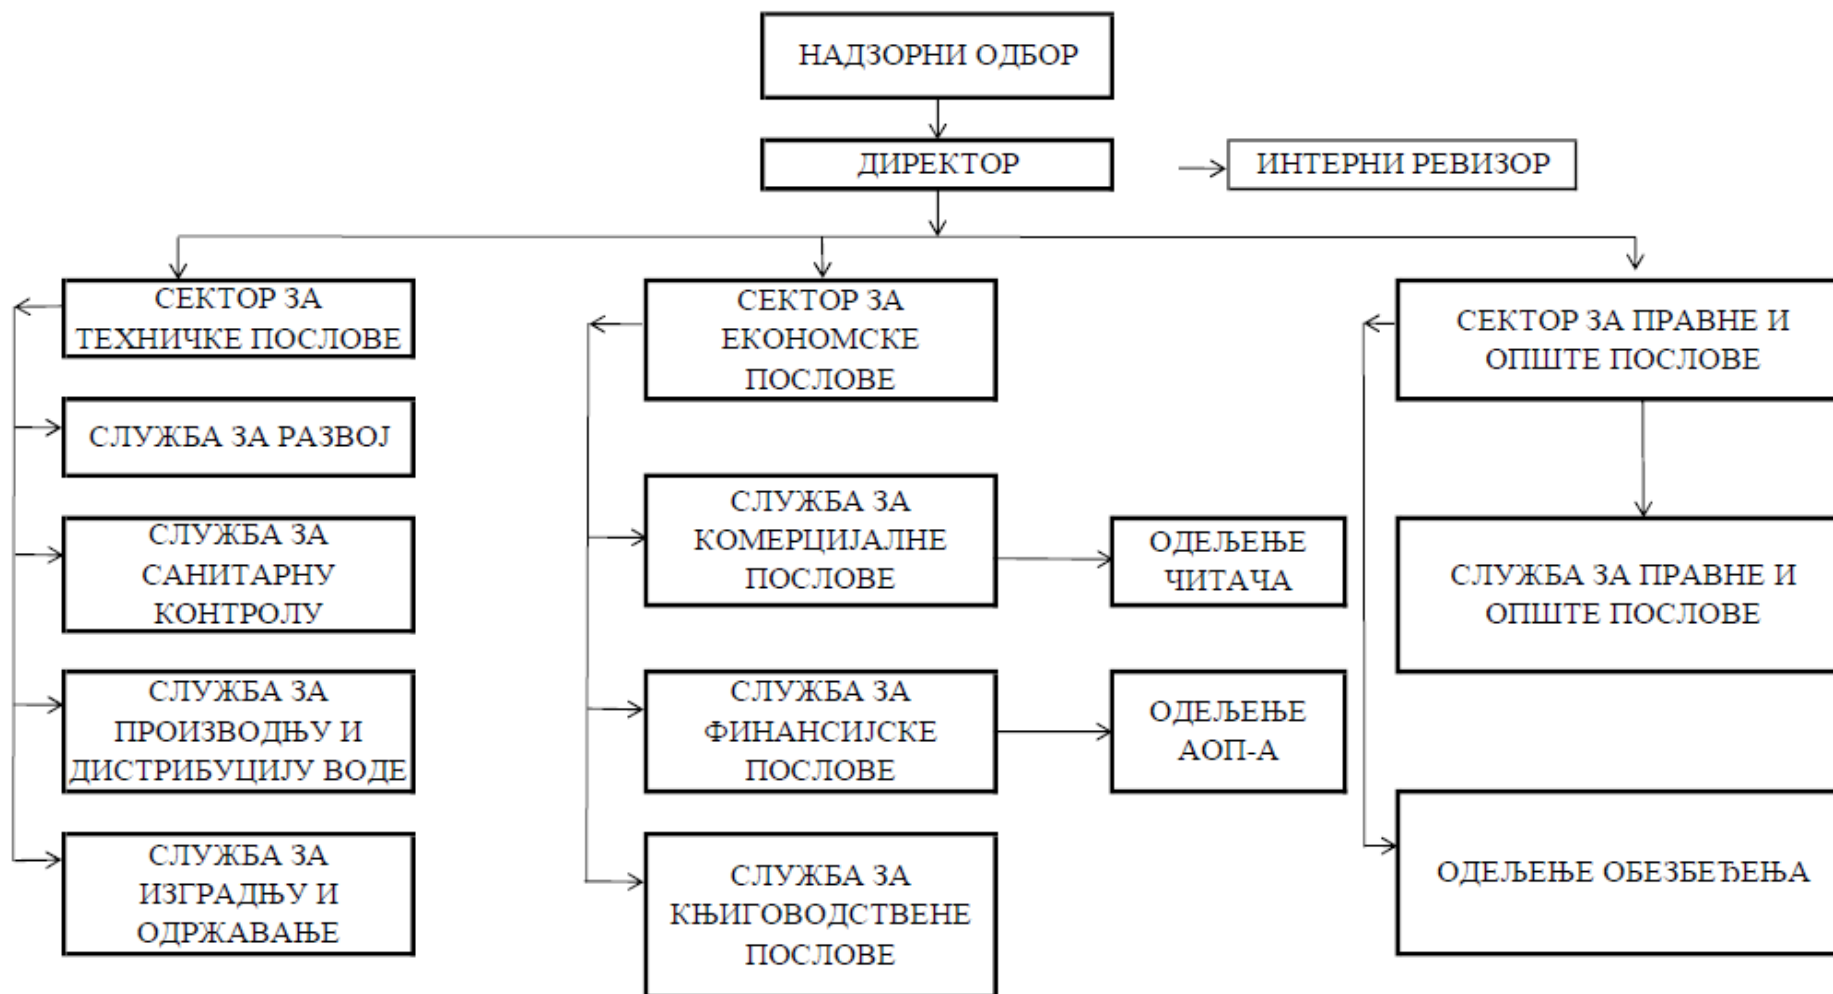 НАДЗОРНИ ОДБОР
ДИРЕКТОР
ИНТЕРНИ РЕВИЗОР
СЕКТОР ЗА
ТЕХНИЧКЕ ПОСЛОВЕ
СЛУЖБА ЗА РАЗВОЈ
СЛУЖБА ЗА
САНИТАРНУ
КОНТРОЛУ
СЛУЖБА ЗА
ПРОИЗВОДЊУ И
ДИСТРИБУЦИЈУ ВОДЕ
СЛУЖБА ЗА
ИЗГРАДЊУ И
ОДРЖАВАЊЕ
СЕКТОР ЗА
ЕКОНОМСКЕ
ПОСЛОВЕ
СЛУЖБА ЗА
КОМЕРЦИЈАЛНЕ
ПОСЛОВЕ
ОДЕЉЕЊЕ
ЧИТАЧА
СЛУЖБА ЗА
ФИНАНСИЈСКЕ
ПОСЛОВЕ
ОДЕЉЕЊЕ
АОП-А
СЛУЖБА ЗА
КЊИГОВОДСТВЕНЕ
ПОСЛОВЕ
СЕКТОР ЗА ПРАВНЕ И
ОПШТЕ ПОСЛОВЕ
СЛУЖБА ЗА ПРАВНЕ И
ОПШТЕ ПОСЛОВЕ
ОДЕЉЕЊЕ ОБЕЗБЕЂЕЊА